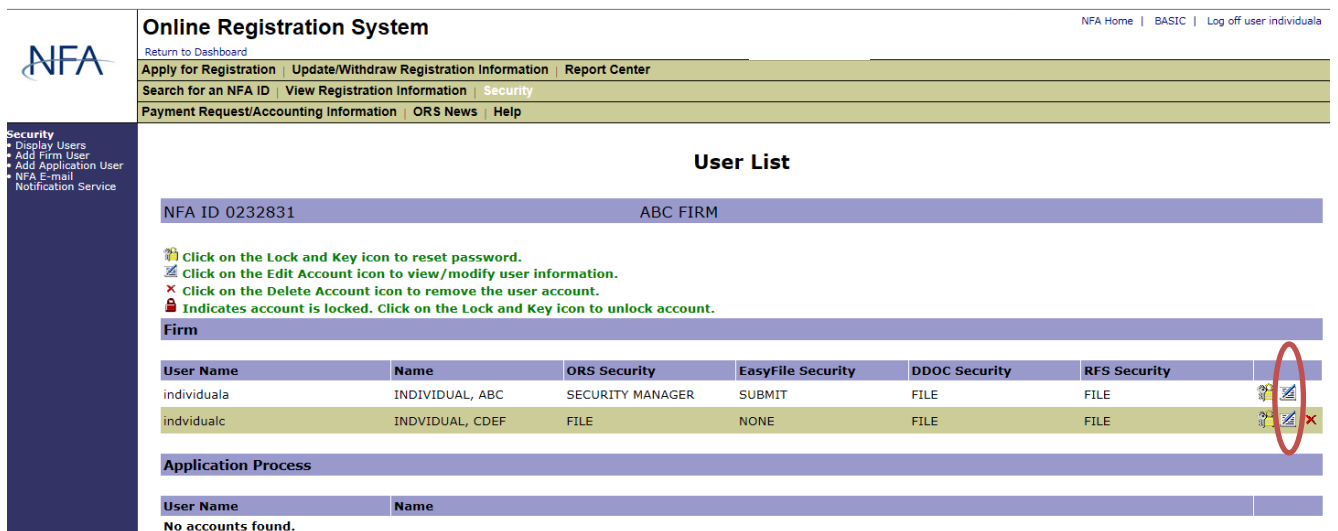 NFA
Online Registration System
NFA Home | BASIC | Log off user individuala
Return to Dashboard
Apply for Registration | Update/Withdraw Registration Information | Report Center
Search for an NFA ID | View Registration Information | Security
Payment Request/Accounting Information | ORS News | Help
Security
• Display Users
• Add Firm User
• Add Application User
• NFA E-mail
Notification Service
User List
NFA ID 0232831 ABC FIRM
Click on the Lock and Key icon to reset password.
Click on the Edit Account icon to view/modify user information.
Click on the Delete Account icon to remove the user account.
Indicates account is locked. Click on the Lock and Key icon to unlock account.
Firm
User Name Name ORS Security EasyFile Security DDOC Security RFS Security
individuala INDIVIDUAL, ABC SECURITY MANAGER SUBMIT FILE FILE
indvidualc INDVIDUAL, CDEF FILE NONE FILE FILE
Application Process
User Name Name
No accounts found.